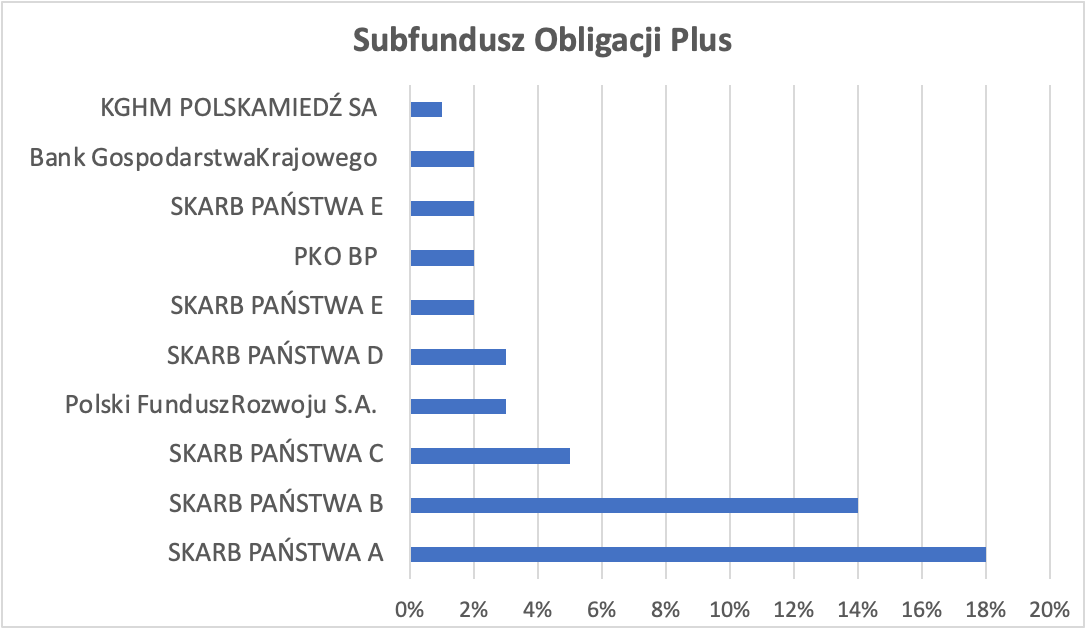 Subfundusz Obligacji Plus
KGHM POLSKAMIEDŹ SA
Bank GospodarstwaKrajowego
SKARB PAŃSTWA E
PKO BP
SKARB PAŃSTWA E
SKARB PAŃSTWA D
Polski FunduszRozwoju S.A.
SKARB PAŃSTWA C
SKARB PAŃSTWA B
SKARB PAŃSTWA A
0% 2% 4% 6% 8% 10% 12% 14% 16% 18% 20%